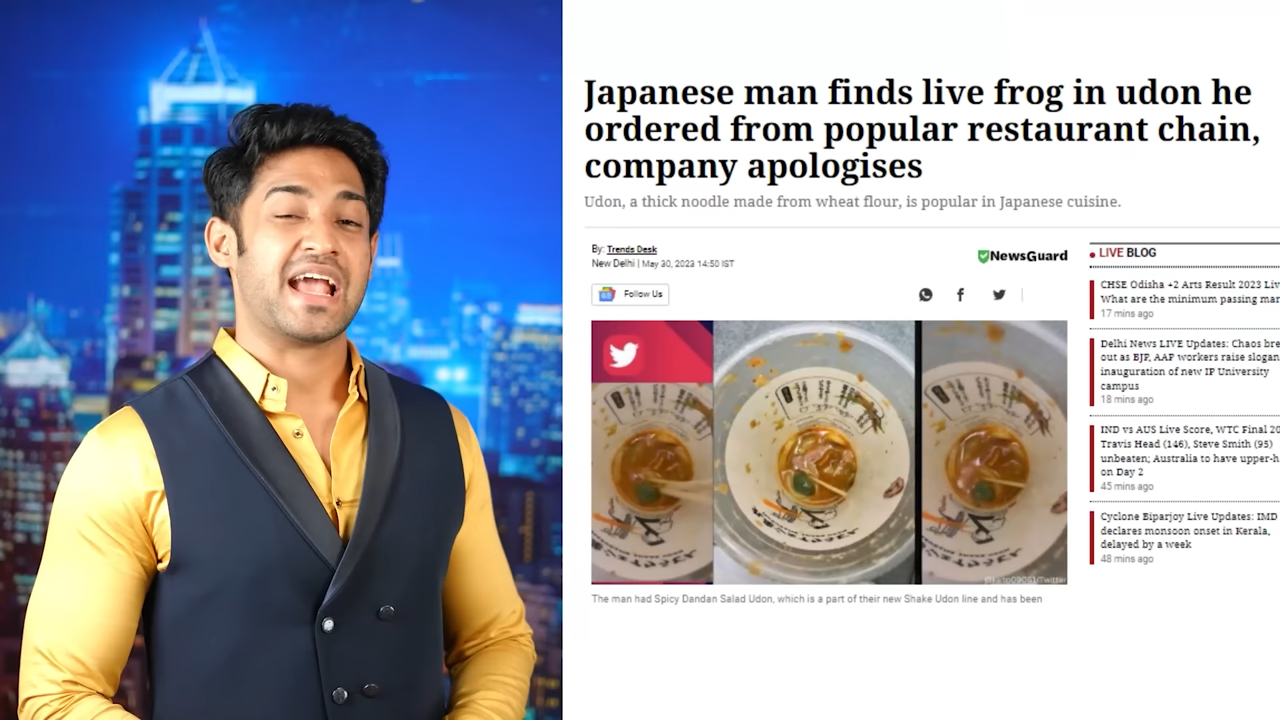 Japanese man finds live frog in udon he
ordered from popular restaurant chain,
company apologises
Udon, a thick noodle made from wheat flour, is popular in Japanese cuisine.
By: Trends Desk
New Delhi | May 30, 2023 14:50 IST
NewsGuard
Follow Us
The man had Spicy Dandan Salad Udon, which is a part of their new Shake Udon line and has been
LIVE BLOG
CHSE Odisha +2 Arts Result 2023 Liv
What are the minimum passing mar
17 mins ago
Delhi News LIVE Updates: Chaos bre
out as BJP, AAP workers raise slogan
inauguration of new IP University
campus
18 mins ago
IND vs AUS Live Score, WTC Final 20
Travis Head (146), Steve Smith (95)
unbeaten; Australia to have upper-h
on Day 2
45 mins ago
Cyclone Biparjoy Live Updates: IMD
declares monsoon onset in Kerala,
delayed by a week
48 mins ago